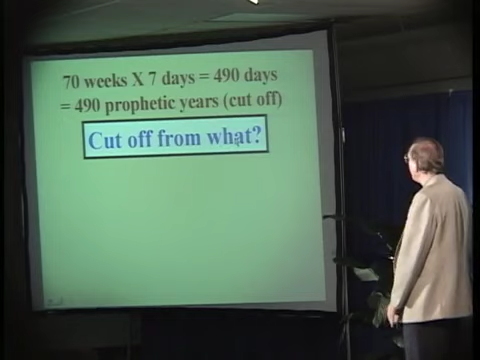 70 weeks X 7 days = 490 days
= 490 prophetic years (cut off)
Cut off from what?